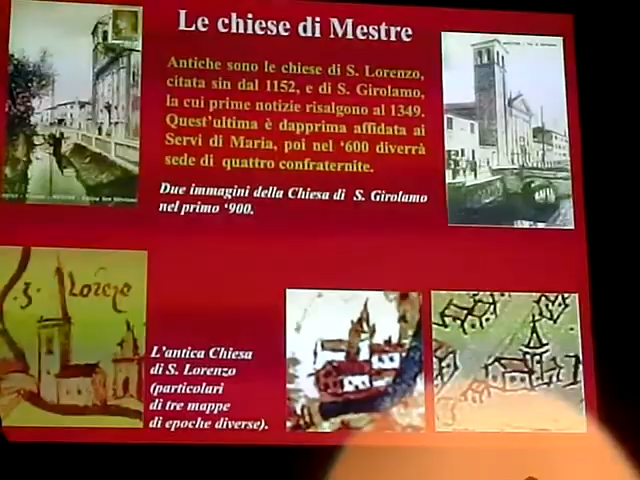 Le chiese di Mestre
Antiche sono le chiese di S. Lorenzo,
citata sin dal 1152, e di S. Girolamo,
la cui prime notizie risalgono al 1349.
Quest'ultima è dapprima affidata ai
Servi di Maria, poi nel '600 diverrà
sede di quattro confraternite.
Due immagini della Chiesa di S. Girolamo
nel primo '900.
.S. Lorẽzo
L'antica Chiesa
di S. Lorenzo
(particolari
di tre mappe
di epoche diverse).